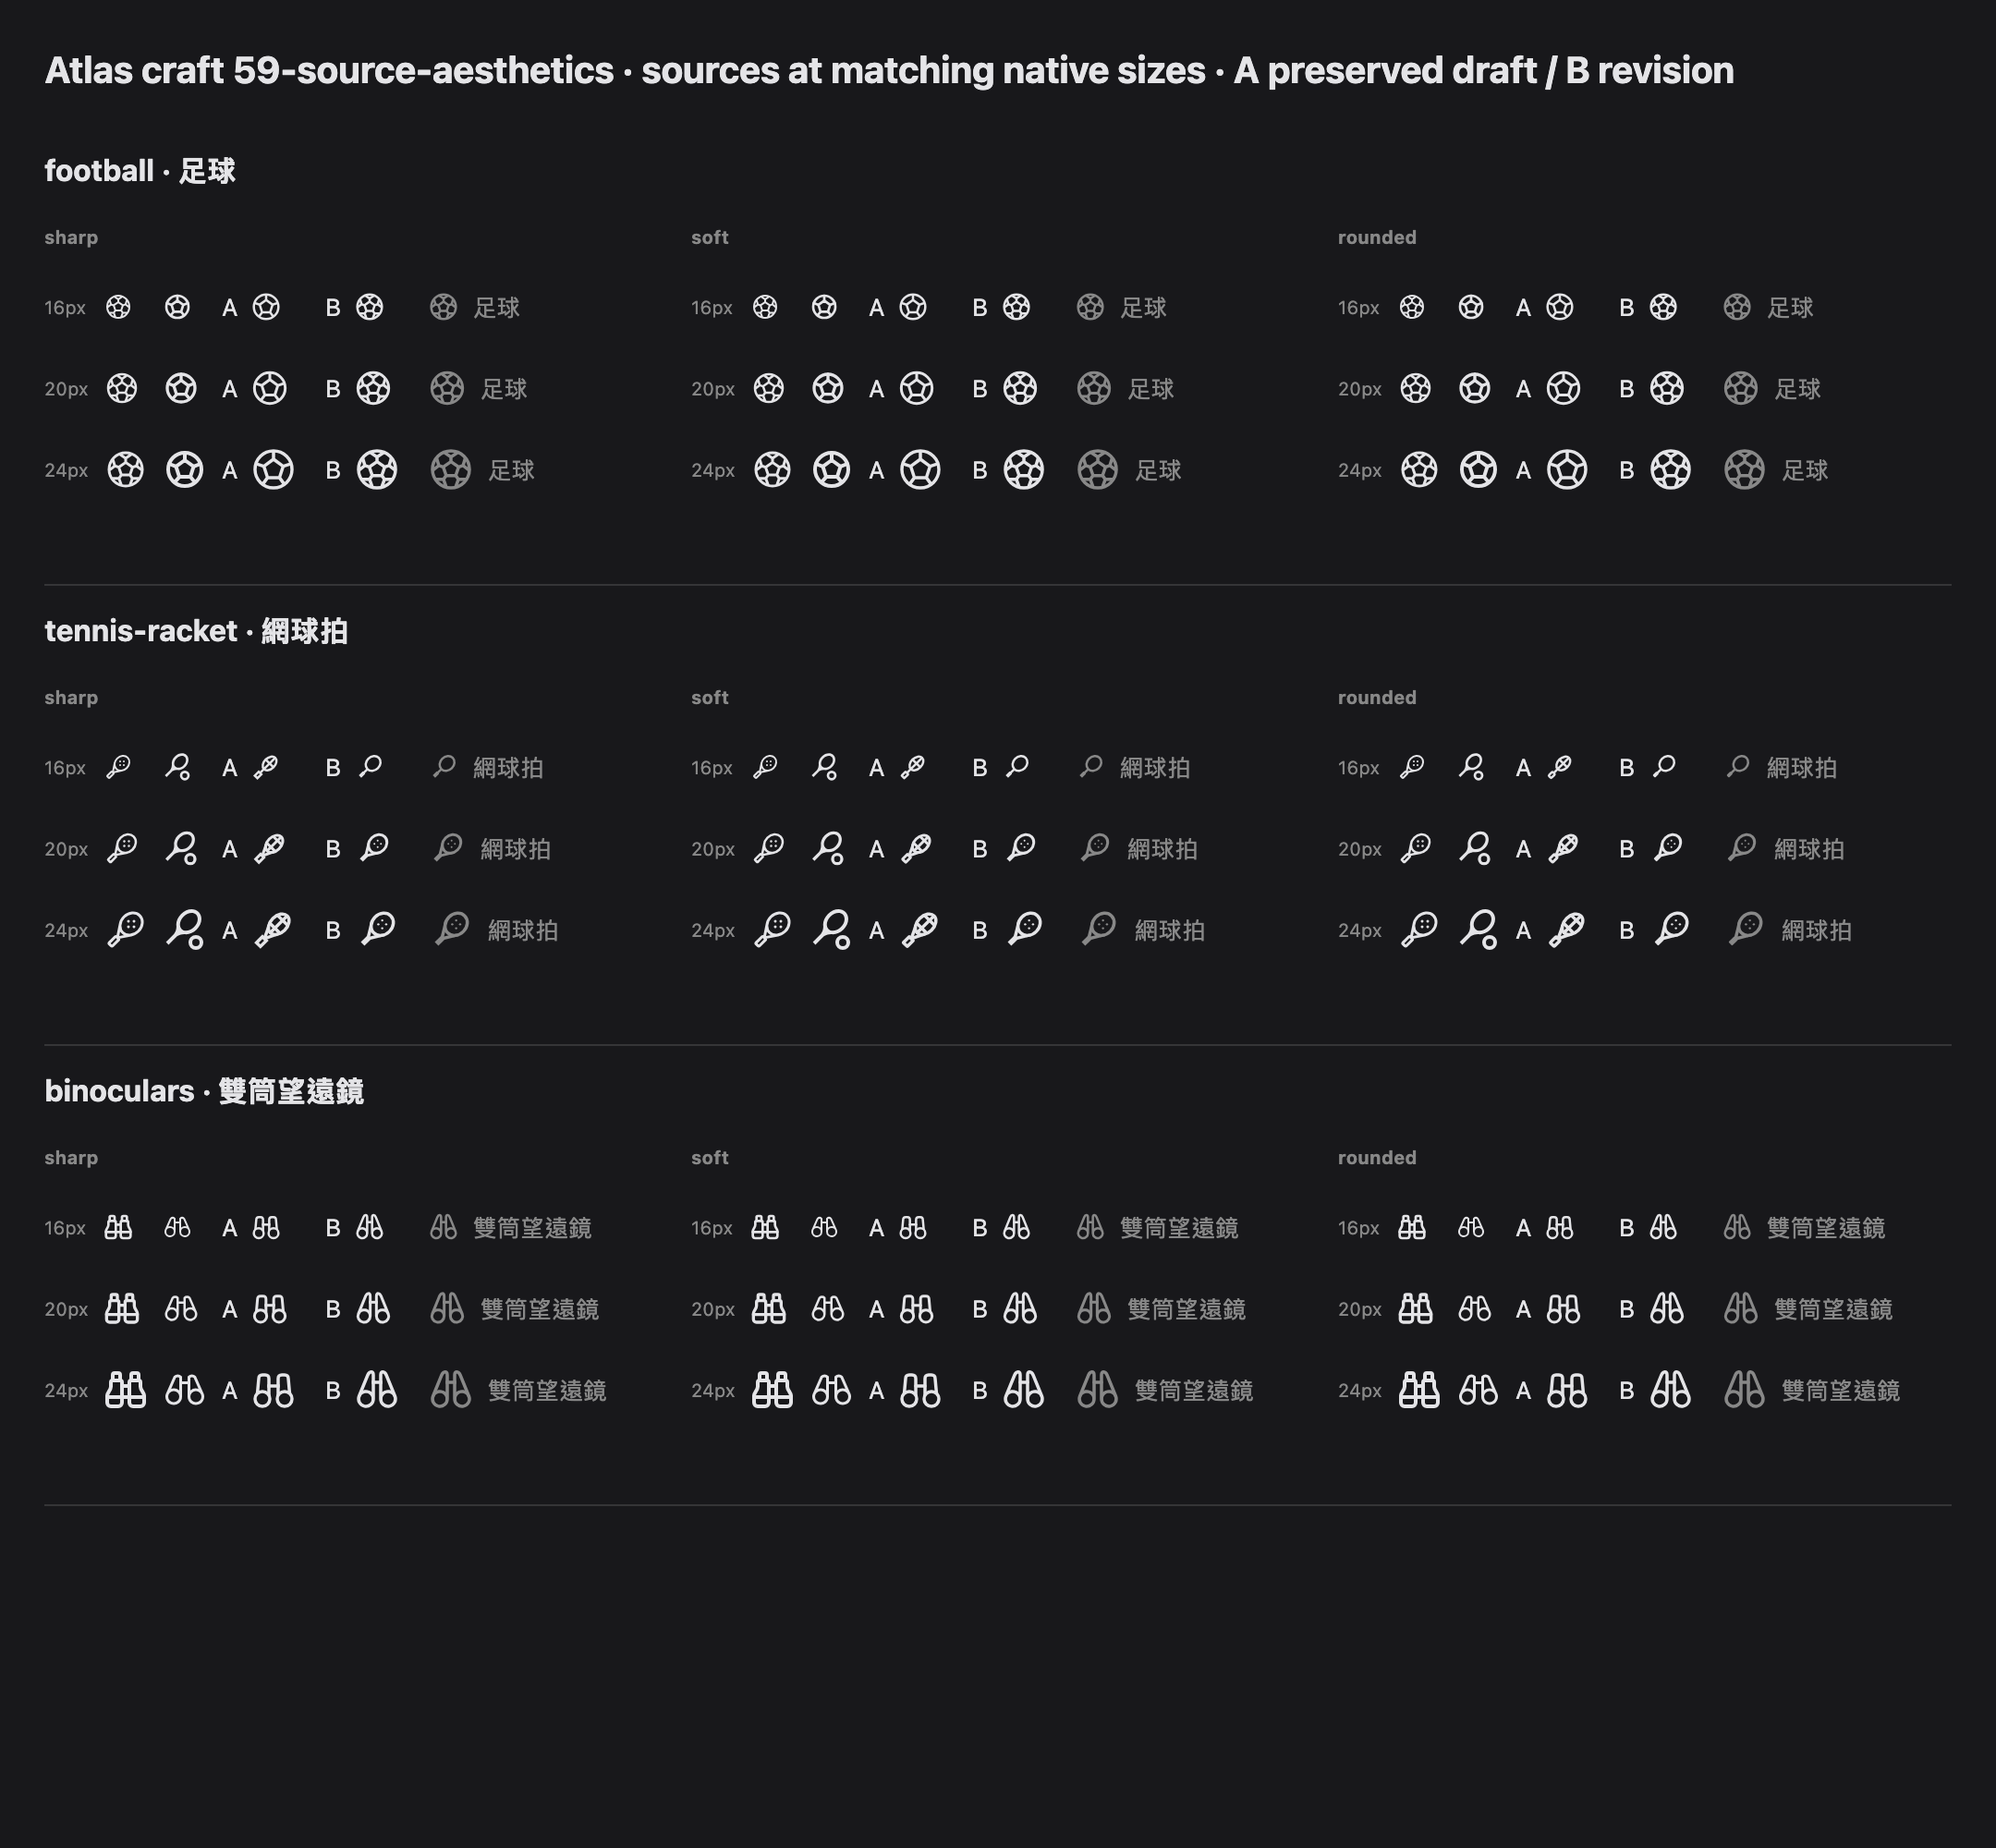 Atlas craft 59-source-aesthetics · sources at matching native sizes · A preserved draft / B revision
football · 足球
sharp soft rounded
16px A B 足球 16px A B 足球 16px A B 足球
20px A B 足球 20px A B 足球 20px A B 足球
24px A B 足球 24px A B 足球 24px A B 足球
tennis-racket · 網球拍
sharp soft rounded
16px A B 網球拍 16px A B 網球拍 16px A B 網球拍
20px A B 網球拍 20px A B 網球拍 20px A B 網球拍
24px A B 網球拍 24px A B 網球拍 24px A B 網球拍
binoculars · 雙筒望遠鏡
sharp soft rounded
16px A B 雙筒望遠鏡 16px A B 雙筒望遠鏡 16px A B 雙筒望遠鏡
20px A B 雙筒望遠鏡 20px A B 雙筒望遠鏡 20px A B 雙筒望遠鏡
24px A B 雙筒望遠鏡 24px A B 雙筒望遠鏡 24px A B 雙筒望遠鏡